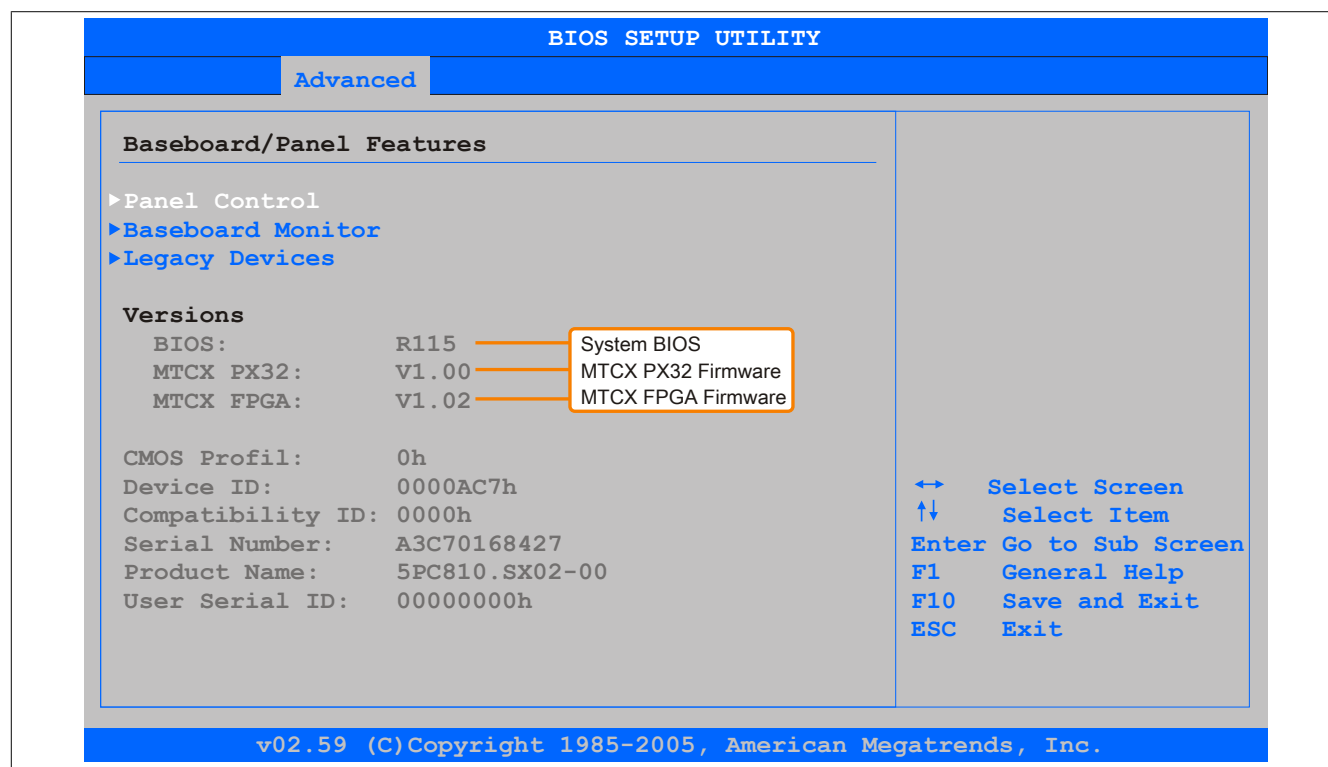 BIOS SETUP UTILITY
Advanced
Baseboard/Panel Features
▶Panel Control
▶Baseboard Monitor
▶Legacy Devices
Versions
BIOS: R115 System BIOS
MTCX PX32: V1.00 MTCX PX32 Firmware
MTCX FPGA: V1.02 MTCX FPGA Firmware
CMOS Profil: 0h
Device ID: 0000AC7h
Compatibility ID: 0000h
Serial Number: A3C70168427
Product Name: 5PC810.SX02-00
User Serial ID: 00000000h
↔ Select Screen
↑↓ Select Item
Enter Go to Sub Screen
F1 General Help
F10 Save and Exit
ESC Exit
v02.59 (C)Copyright 1985-2005, American Megatrends, Inc.